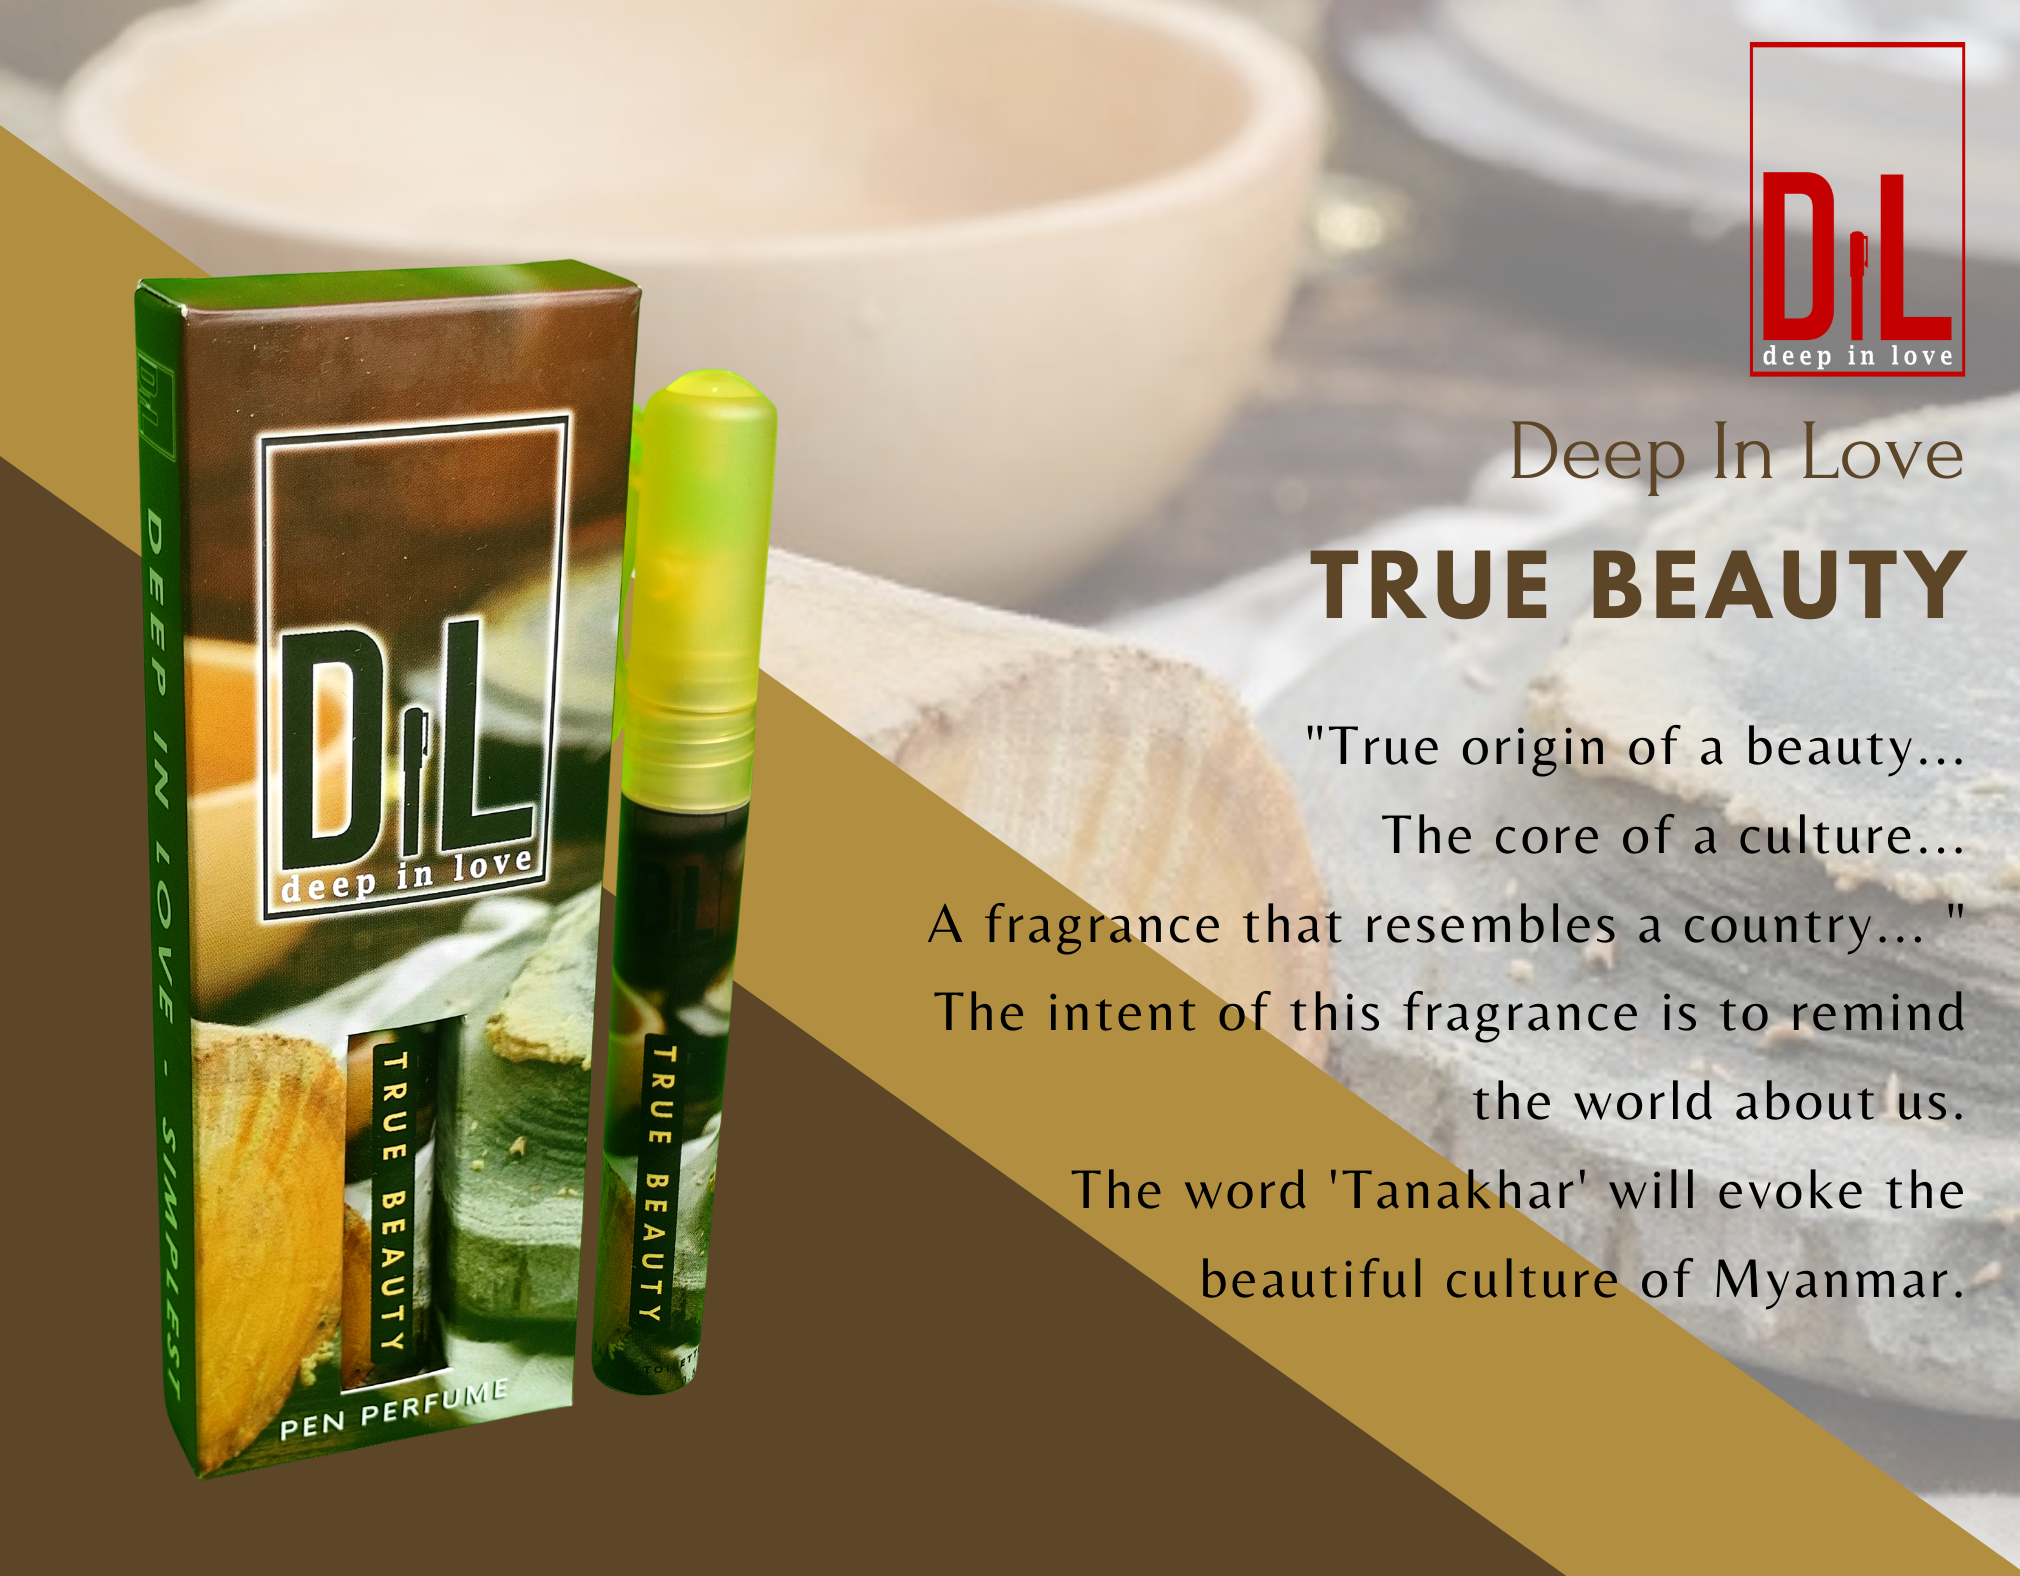 DiL
deep in love
Deep In Love
TRUE BEAUTY
"True origin of a beauty...
The core of a culture...
A fragrance that resembles a country... "
The intent of this fragrance is to remind
the world about us.
The word 'Tanakhar' will evoke the
beautiful culture of Myanmar.
DiL
DEEP IN LOVE - SIMPLEST
DiL
deep in love
TRUE BEAUTY
PEN PERFUME
TRUE BEAUTY